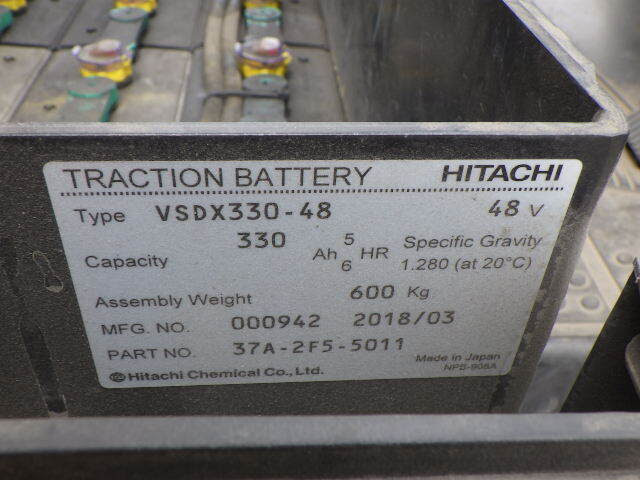 TRACTION BATTERY HITACHI
Type VSDX330-48 48 V
Capacity 330 Ah 5 6 HR Specific Gravity 1.280 (at 20°C)
Assembly Weight 600 Kg
MFG. NO. 000942 2018/03
PART NO. 37A-2F5-5011
Made in Japan
Hitachi Chemical Co., Ltd.